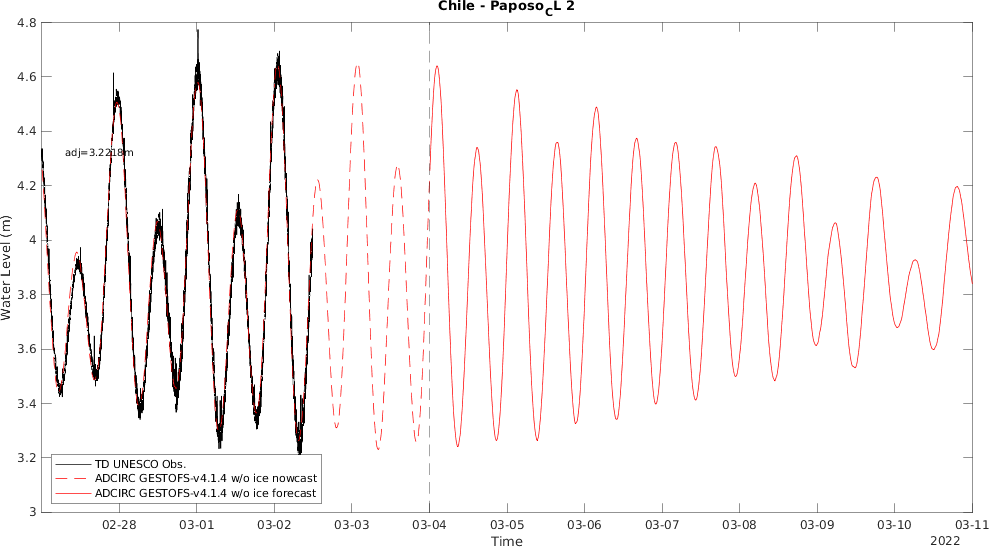 Chile - Paposo_CL 2
4.8
4.6
4.4
4.2
4
3.8
3.6
3.4
3.2
3
Water Level (m)
adj=3.2218m
TD UNESCO Obs.
ADCIRC GESTOFS-v4.1.4 w/o ice nowcast
ADCIRC GESTOFS-v4.1.4 w/o ice forecast
02-28 03-01 03-02 03-03 03-04 03-05 03-06 03-07 03-08 03-09 03-10 03-11
Time
2022